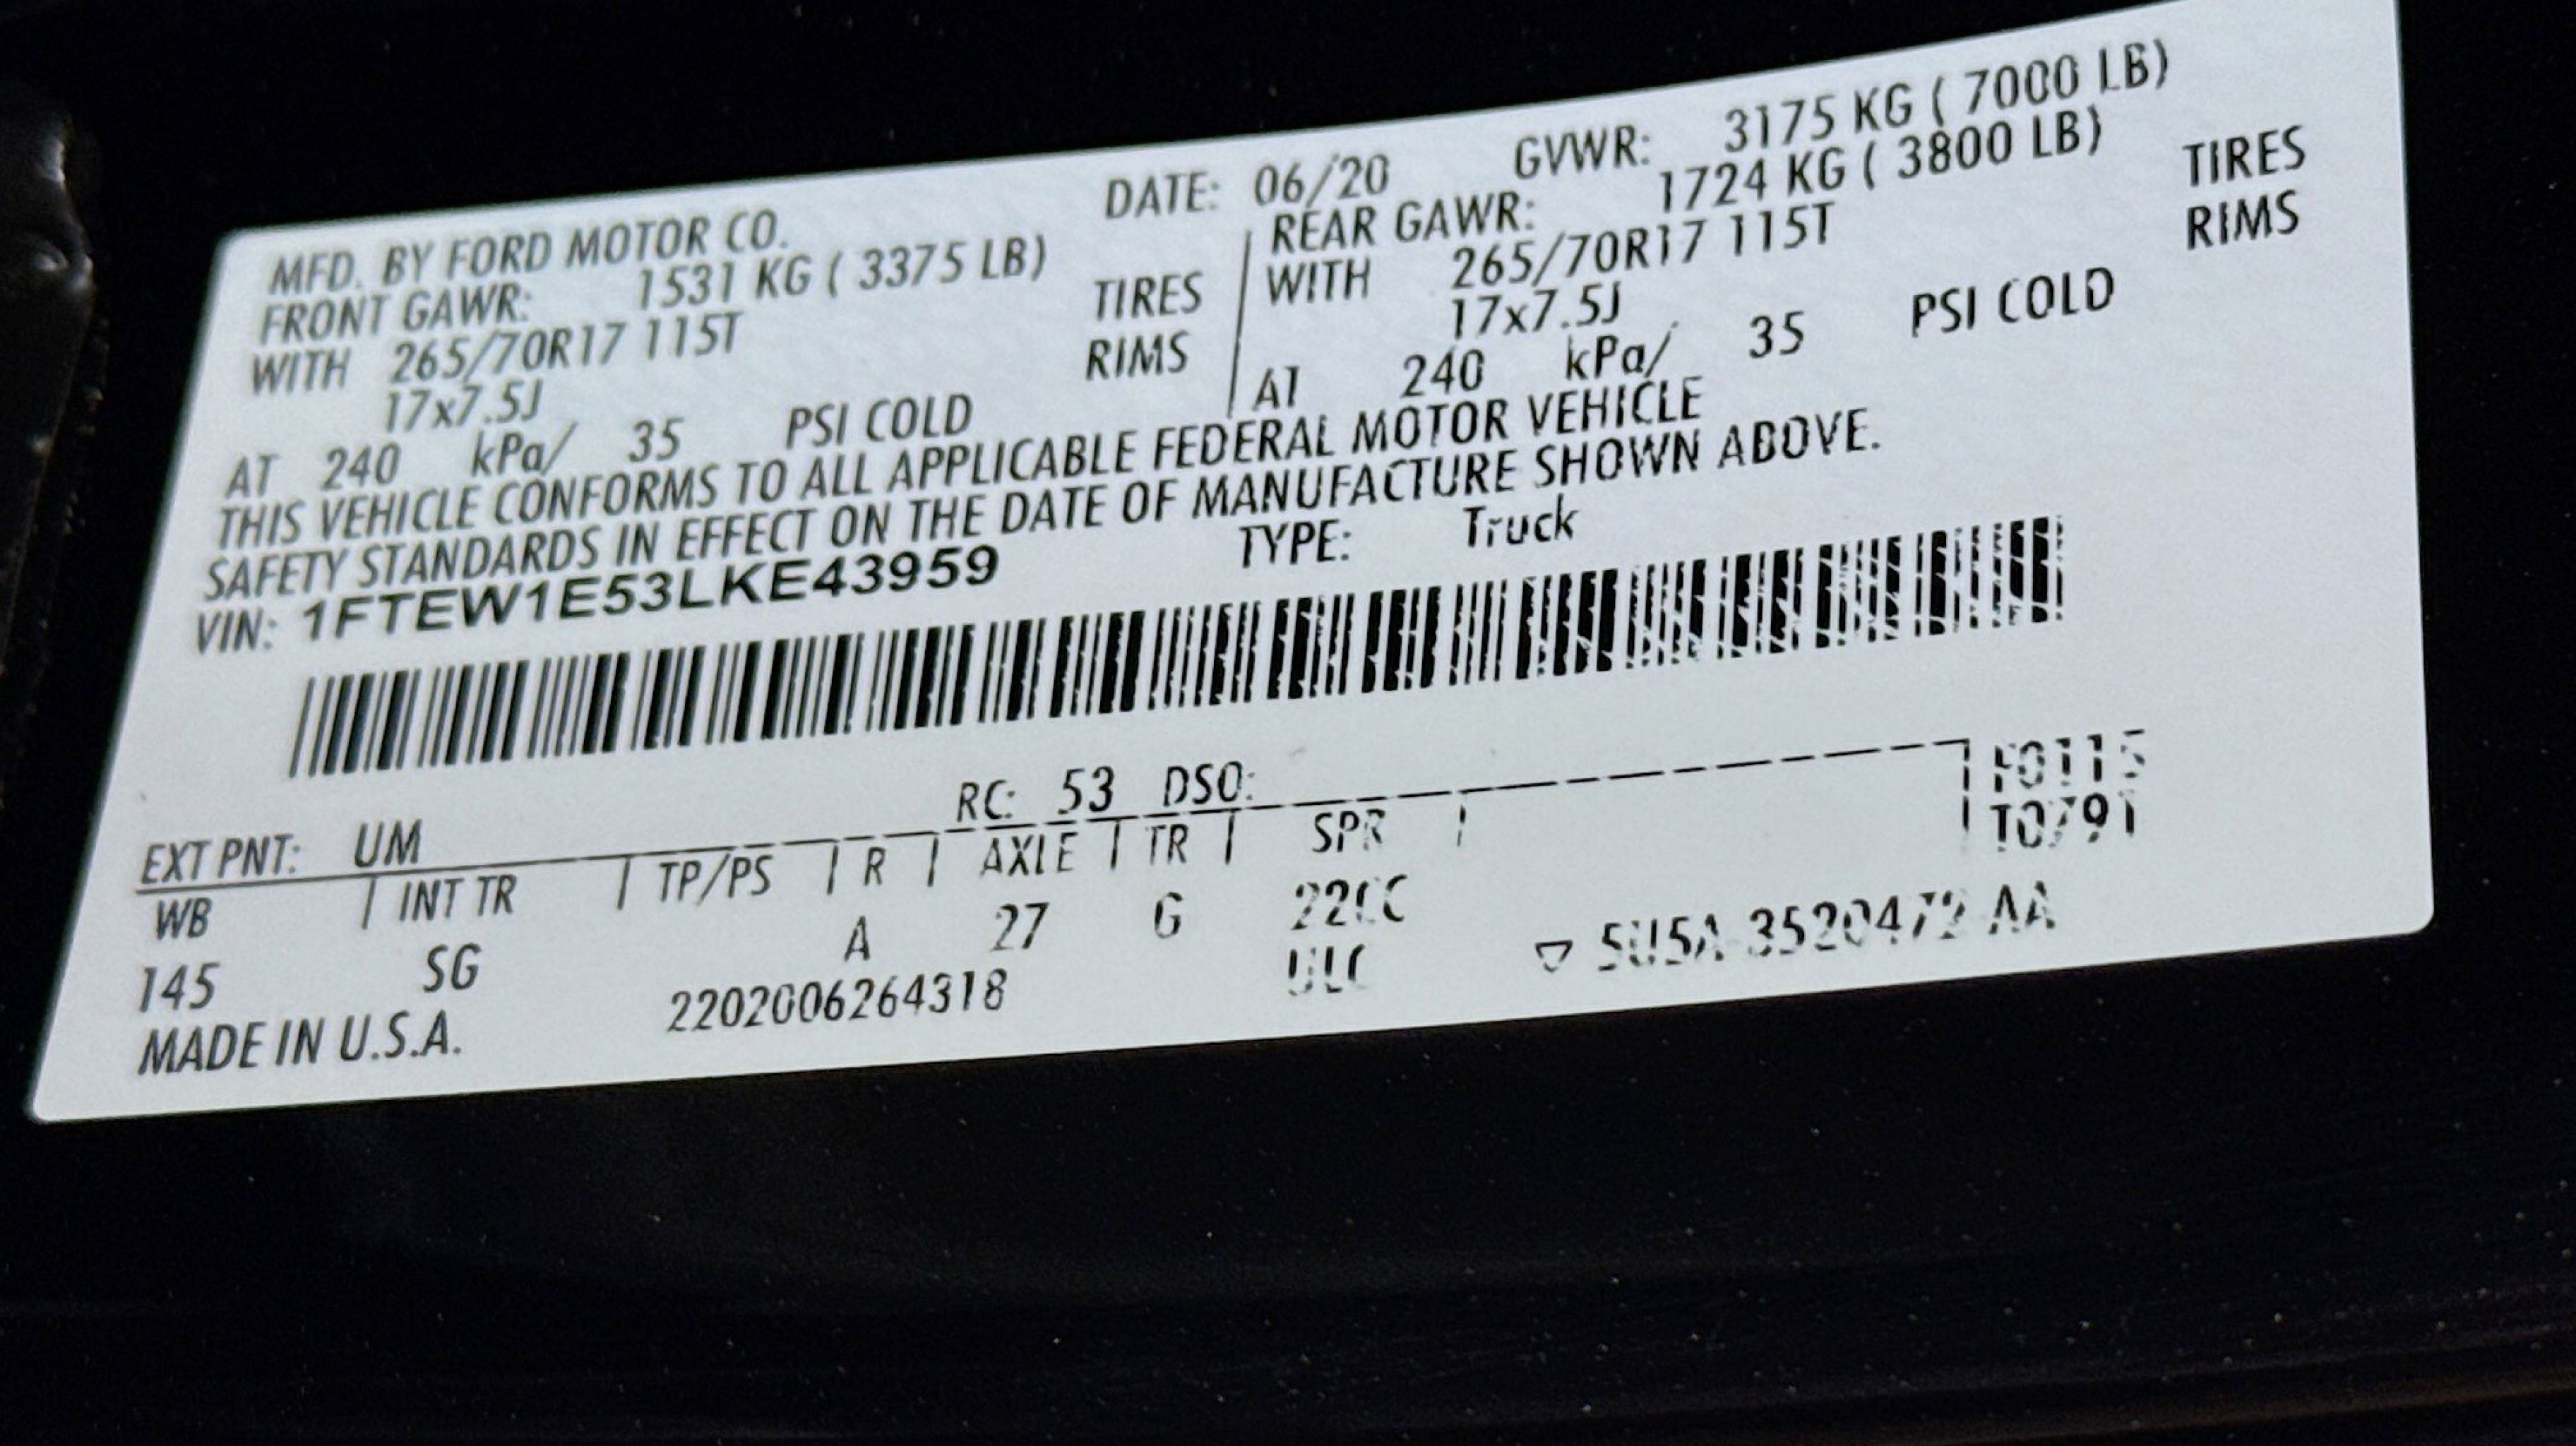 MFD. BY FORD MOTOR CO. DATE: 06/20 GVWR: 3175 KG ( 7000 LB)
FRONT GAWR: 1531 KG ( 3375 LB) REAR GAWR: 1724 KG ( 3800 LB)
WITH 265/70R17 115T TIRES WITH 265/70R17 115T TIRES
17x7.5J RIMS 17x7.5J RIMS
AT 240 kPa/ 35 PSI COLD AT 240 kPa/ 35 PSI COLD
THIS VEHICLE CONFORMS TO ALL APPLICABLE FEDERAL MOTOR VEHICLE
SAFETY STANDARDS IN EFFECT ON THE DATE OF MANUFACTURE SHOWN ABOVE.
VIN: 1FTEW1E53LKE43959 TYPE: Truck
EXT PNT: UM RC: 53 DSO: F0115
WB | INT TR | TP/PS | R | AXLE | TR | SPR | T0791
145 SG A 27 G
MADE IN U.S.A. 2202006264318